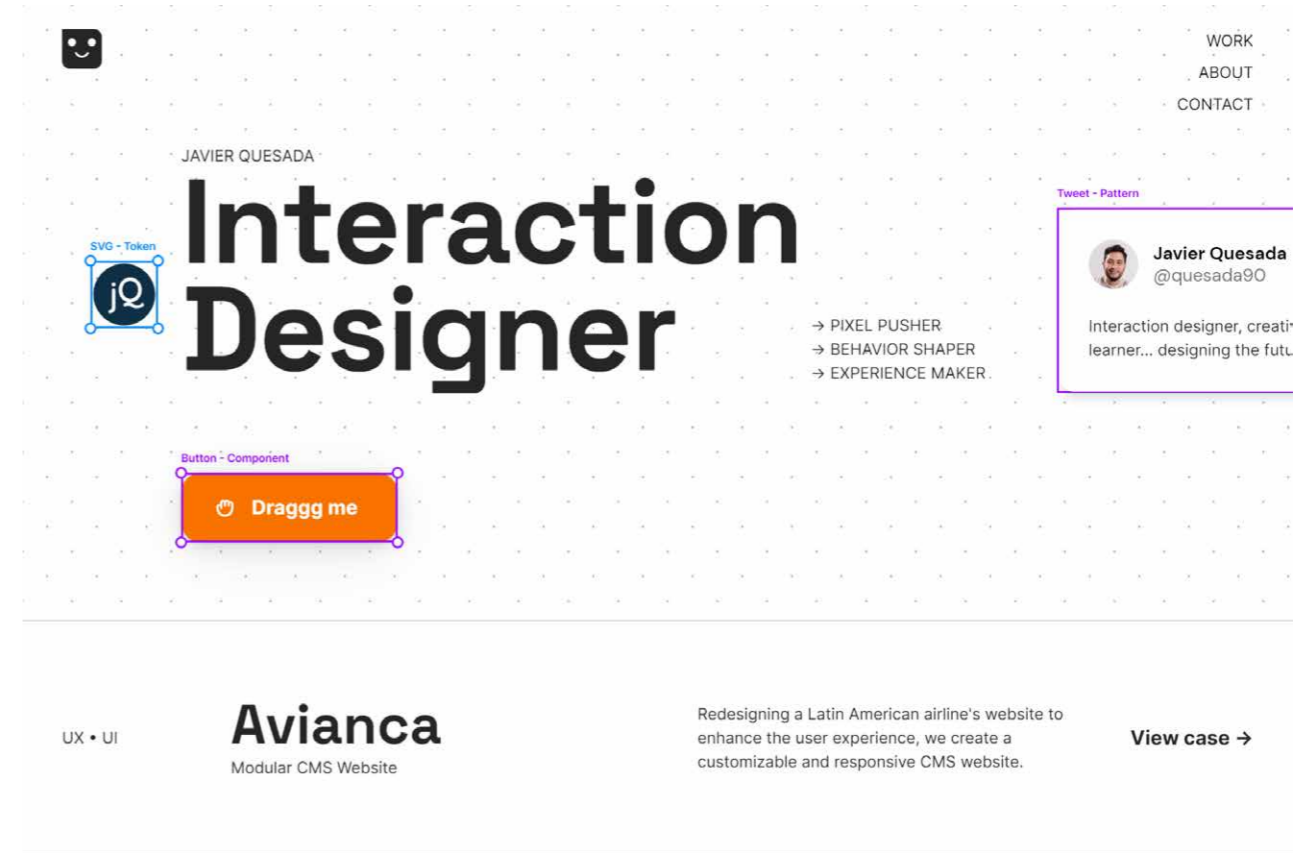 WORK
ABOUT
CONTACT
JAVIER QUESADA
Interaction
Designer
SVG - Token
jQ
→ PIXEL PUSHER
→ BEHAVIOR SHAPER
→ EXPERIENCE MAKER
Tweet - Pattern
Javier Quesada
@quesada90
Interaction designer, creati
learner... designing the futu
Button - Component
Draggg me
UX • UI
Avianca
Modular CMS Website
Redesigning a Latin American airline's website to
enhance the user experience, we create a
customizable and responsive CMS website.
View case →